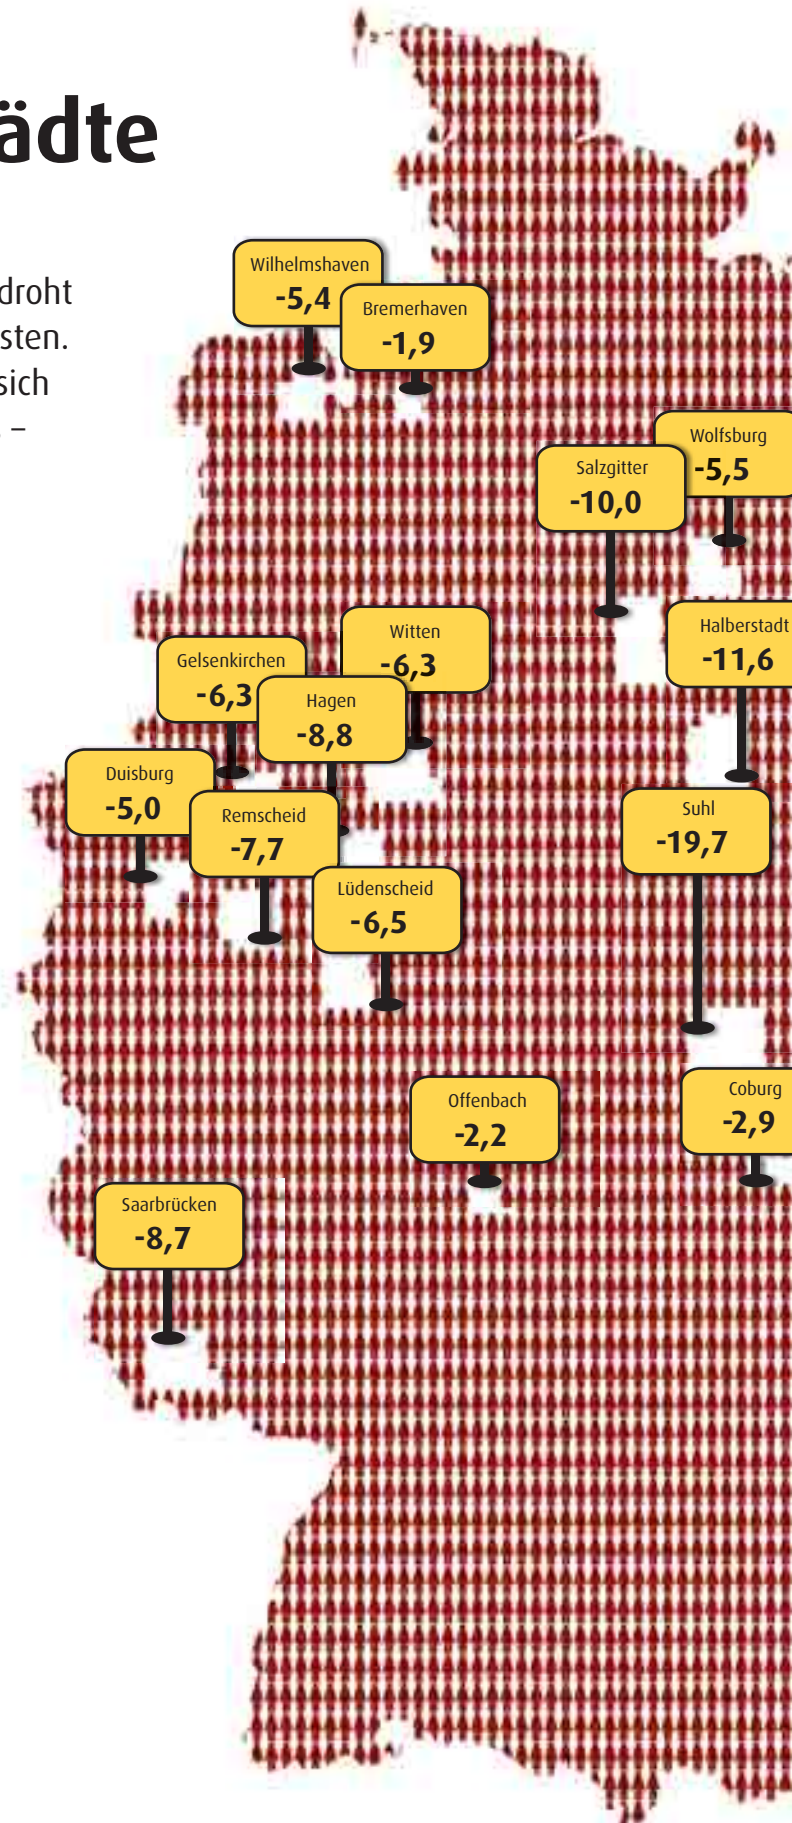 ädte
droht
sten.
sich
. –
Wilhelmshaven
-5,4
Bremerhaven
-1,9
Wolfsburg
-5,5
Salzgitter
-10,0
Halberstadt
-11,6
Witten
-6,3
Gelsenkirchen
-6,3
Hagen
-8,8
Duisburg
-5,0
Remscheid
-7,7
Suhl
-19,7
Lüdenscheid
-6,5
Offenbach
-2,2
Coburg
-2,9
Saarbrücken
-8,7